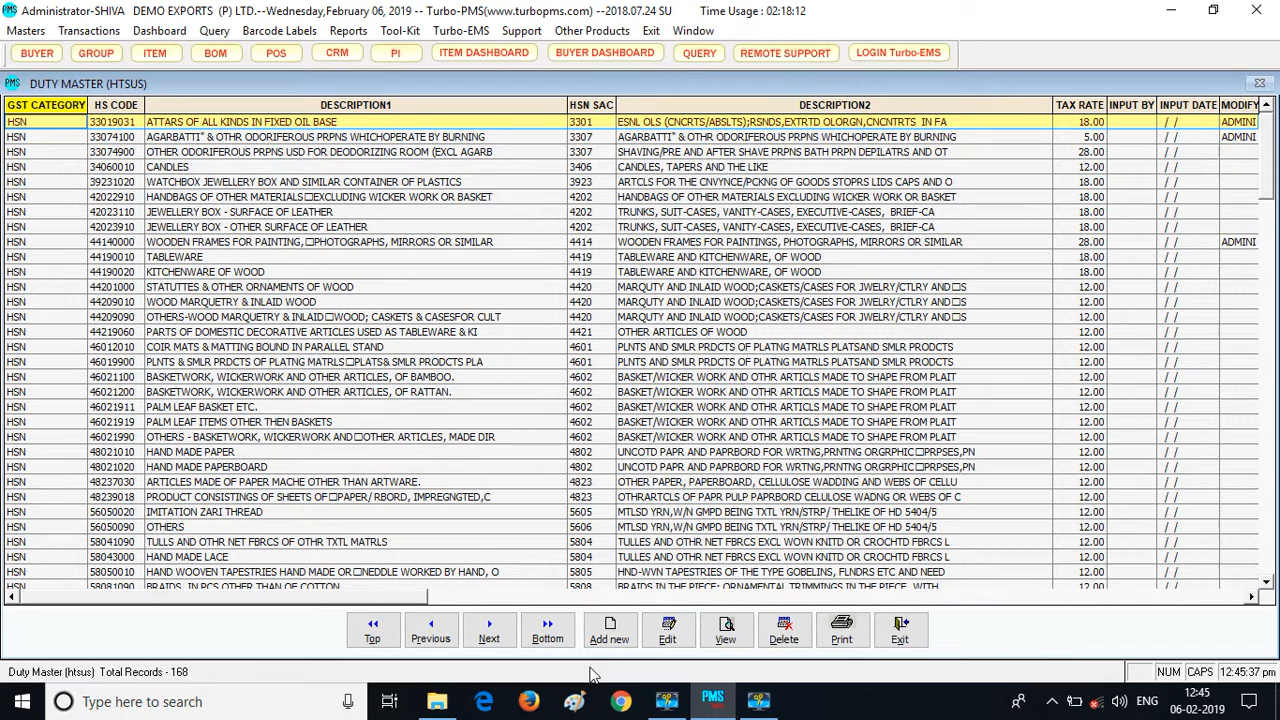 Administrator-SHIVA DEMO EXPORTS (P) LTD.--Wednesday,February 06, 2019 -- Turbo-PMS(www.turbopms.com) --2018.07.24 SU Time Usage : 02:18:12
Masters Transactions Dashboard Query Barcode Labels Reports Tool-Kit Turbo-EMS Support Other Products Exit Window
BUYER GROUP ITEM BOM POS CRM PI ITEM DASHBOARD BUYER DASHBOARD QUERY REMOTE SUPPORT LOGIN Turbo-EMS
PMS DUTY MASTER (HTSUS)
GST CATEGORY HS CODE DESCRIPTION1 HSN SAC DESCRIPTION2 TAX RATE INPUT BY INPUT DATE MODIFY
HSN 33019031 ATTARS OF ALL KINDS IN FIXED OIL BASE 3301 ESNL OLS (CNCRTS/ABSLTS);RSNDS,EXTRTD OLORGN,CNCNTRTS IN FA 18.00 / / ADMINI
HSN 33074100 AGARBATTI" & OTHR ODORIFEROUS PRPNS WHICHOPERATE BY BURNING 3307 AGARBATTI" & OTHR ODORIFEROUS PRPNS WHICHOPERATE BY BURNING 5.00 / / ADMINI
HSN 33074900 OTHER ODORIFEROUS PRPNS USD FOR DEODORIZING ROOM (EXCL AGARB 3307 SHAVING/PRE AND AFTER SHAVE PRPNS BATH PRPN DEPILATRS AND OT 28.00 / /
HSN 34060010 CANDLES 3406 CANDLES, TAPERS AND THE LIKE 12.00 / /
HSN 39231020 WATCHBOX JEWELLERY BOX AND SIMILAR CONTAINER OF PLASTICS 3923 ARTCLS FOR THE CNVYNCE/PCKNG OF GOODS STOPRS LIDS CAPS AND O 18.00 / /
HSN 42022910 HANDBAGS OF OTHER MATERIALS□EXCLUDING WICKER WORK OR BASKET 4202 HANDBAGS OF OTHER MATERIALS EXCLUDING WICKER WORK OR BASKET 18.00 / /
HSN 42023110 JEWELLERY BOX - SURFACE OF LEATHER 4202 TRUNKS, SUIT-CASES, VANITY-CASES, EXECUTIVE-CASES, BRIEF-CA 18.00 / /
HSN 42023910 JEWELLERY BOX - OTHER SURFACE OF LEATHER 4202 TRUNKS, SUIT-CASES, VANITY-CASES, EXECUTIVE-CASES, BRIEF-CA 18.00 / /
HSN 44140000 WOODEN FRAMES FOR PAINTING,□PHOTOGRAPHS, MIRRORS OR SIMILAR 4414 WOODEN FRAMES FOR PAINTINGS, PHOTOGRAPHS, MIRRORS OR SIMILAR 28.00 / / ADMINI
HSN 44190010 TABLEWARE 4419 TABLEWARE AND KITCHENWARE, OF WOOD 18.00 / /
HSN 44190020 KITCHENWARE OF WOOD 4419 TABLEWARE AND KITCHENWARE, OF WOOD 18.00 / /
HSN 44201000 STATUTTES & OTHER ORNAMENTS OF WOOD 4420 MARQUTY AND INLAID WOOD;CASKETS/CASES FOR JWELRY/CTLRY AND□S 12.00 / /
HSN 44209010 WOOD MARQUETRY & INLAID WOOD 4420 MARQUTY AND INLAID WOOD;CASKETS/CASES FOR JWELRY/CTLRY AND□S 12.00 / /
HSN 44209090 OTHERS-WOOD MARQUETRY & INLAID□WOOD; CASKETS & CASESFOR CULT 4420 MARQUTY AND INLAID WOOD;CASKETS/CASES FOR JWELRY/CTLRY AND□S 12.00 / /
HSN 44219060 PARTS OF DOMESTIC DECORATIVE ARTICLES USED AS TABLEWARE & KI 4421 OTHER ARTICLES OF WOOD 12.00 / /
HSN 46012010 COIR MATS & MATTING BOUND IN PARALLEL STAND 4601 PLNTS AND SMLR PRDCTS OF PLATNG MATRLS PLATSAND SMLR PRODCTS 12.00 / /
HSN 46019900 PLNTS & SMLR PRDCTS OF PLATNG MATRLS□PLATS& SMLR PRODCTS PLA 4601 PLNTS AND SMLR PRDCTS OF PLATNG MATRLS PLATSAND SMLR PRODCTS 12.00 / /
HSN 46021100 BASKETWORK, WICKERWORK AND OTHER ARTICLES, OF BAMBOO. 4602 BASKET/WICKER WORK AND OTHR ARTICLS MADE TO SHAPE FROM PLAIT 12.00 / /
HSN 46021200 BASKETWORK, WICKERWORK AND OTHER ARTICLES, OF RATTAN. 4602 BASKET/WICKER WORK AND OTHR ARTICLS MADE TO SHAPE FROM PLAIT 12.00 / /
HSN 46021911 PALM LEAF BASKET ETC. 4602 BASKET/WICKER WORK AND OTHR ARTICLS MADE TO SHAPE FROM PLAIT 12.00 / /
HSN 46021919 PALM LEAF ITEMS OTHER THEN BASKETS 4602 BASKET/WICKER WORK AND OTHR ARTICLS MADE TO SHAPE FROM PLAIT 12.00 / /
HSN 46021990 OTHERS - BASKETWORK, WICKERWORK AND□OTHER ARTICLES, MADE DIR 4602 BASKET/WICKER WORK AND OTHR ARTICLS MADE TO SHAPE FROM PLAIT 12.00 / /
HSN 48021010 HAND MADE PAPER 4802 UNCOTD PAPR AND PAPRBORD FOR WRTNG,PRNTNG ORGRPHIC □PRPSES,PN 12.00 / /
HSN 48021020 HAND MADE PAPERBOARD 4802 UNCOTD PAPR AND PAPRBORD FOR WRTNG,PRNTNG ORGRPHIC □PRPSES,PN 12.00 / /
HSN 48237030 ARTICLES MADE OF PAPER MACHE OTHER THAN ARTWARE. 4823 OTHER PAPER, PAPERBOARD, CELLULOSE WADDING AND WEBS OF CELLU 12.00 / /
HSN 48239018 PRODUCT CONSISTINGS OF SHEETS OF□PAPER/ RBORD, IMPREGNGTED,C 4823 OTHRARTCLS OF PAPR PULP PAPRBORD CELULOSE WADNG OR WEBS OF C 12.00 / /
HSN 56050020 IMITATION ZARI THREAD 5605 MTLSD YRN,W/N GMPD BEING TXTL YRN/STRP/ THELIKE OF HD 5404/5 12.00 / /
HSN 56050090 OTHERS 5606 MTLSD YRN,W/N GMPD BEING TXTL YRN/STRP/ THELIKE OF HD 5404/5 12.00 / /
HSN 58041090 TULLS AND OTHR NET FBRCS OF OTHR TXTL MATRLS 5804 TULLES AND OTHR NET FBRCS EXCL WOVN KNITD OR CROCHTD FBRCS L 12.00 / /
HSN 58043000 HAND MADE LACE 5804 TULLES AND OTHR NET FBRCS EXCL WOVN KNITD OR CROCHTD FBRCS L 12.00 / /
HSN 58050010 HAND WOOVEN TAPESTRIES HAND MADE OR □NEDDLE WORKED BY HAND, O 5805 HND-WVN TAPESTRIES OF THE TYPE GOBELINS, FLNDRS ETC AND NEED 12.00 / /
HSN 58081090 BRAIDS, IN PCS OTHER THAN OF COTTON 5808 BRAIDS IN THE PIECE; ORNAMENTAL TRIMMINGS IN THE PIECE, WITH 12.00 / /
Top Previous Next Bottom Add new Edit View Delete Print Exit
Duty Master (htsus) Total Records - 168 NUM CAPS 12:45:37 pm
Type here to search PMS ENG 12:45
06-02-2019